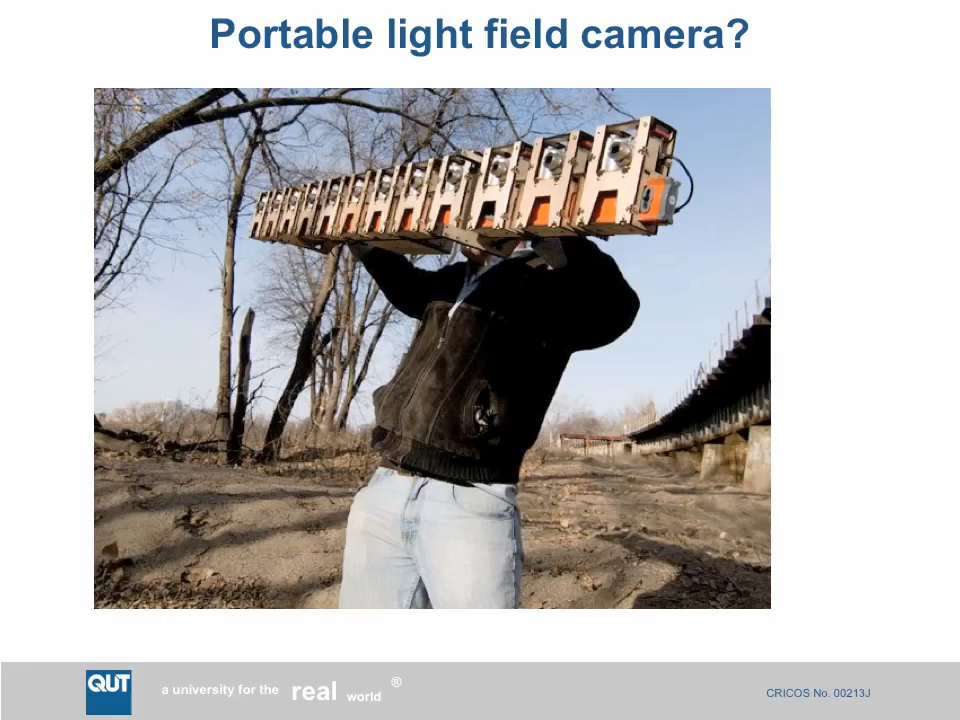 Portable light field camera?
QUT
a university for the real world ®
CRICOS No. 00213J